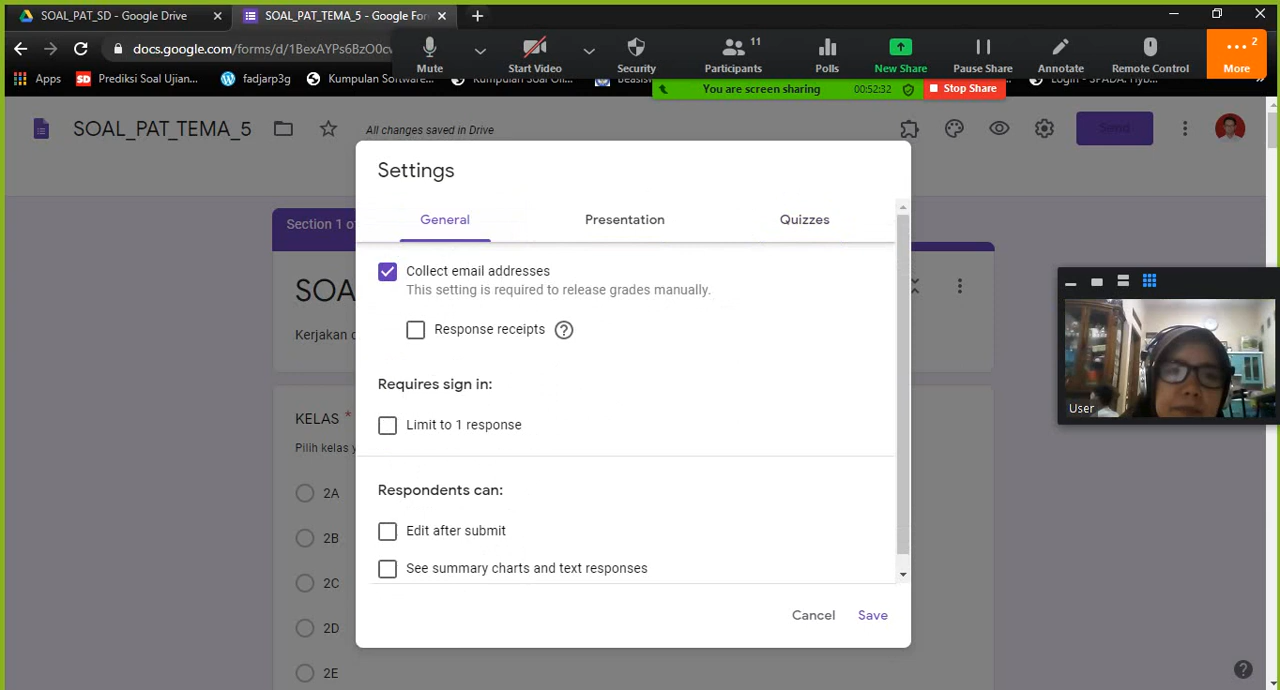 SOAL_PAT_SD - Google Drive
SOAL_PAT_TEMA_5 - Google For
docs.google.com/forms/d/1BexAYPs6BzO0cv
Mute
Start Video
Security
Participants
11
Polls
New Share
Pause Share
Annotate
Remote Control
More
2
Apps
SD
Prediksi Soal Ujian...
fadjarp3g
Kumpulan Software...
You are screen sharing
00:52:32
Stop Share
SOAL_PAT_TEMA_5
All changes saved in Drive
Send
Section 1 o
SOA
Kerjakan
KELAS *
Pilih kelas
2A
2B
2C
2D
2E
Settings
General
Presentation
Quizzes
Collect email addresses
This setting is required to release grades manually.
Response receipts
Requires sign in:
Limit to 1 response
Respondents can:
Edit after submit
See summary charts and text responses
Cancel
Save
User